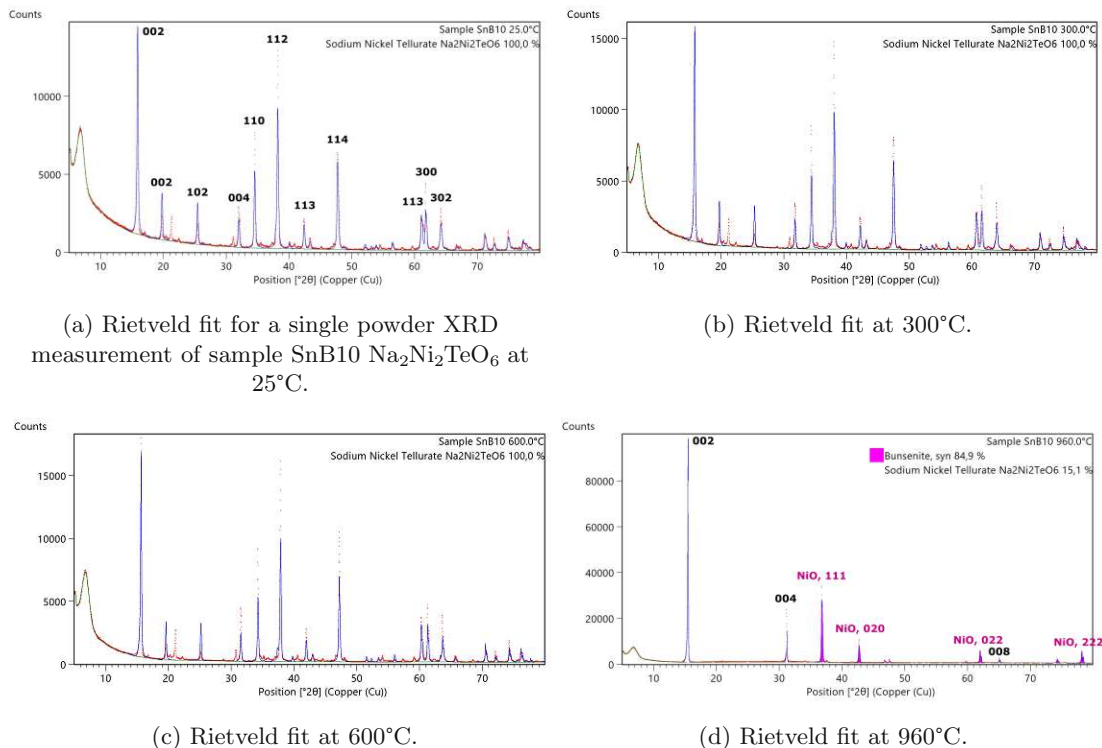 Counts
Sample SnB10 25.0°C
Sodium Nickel Tellurate Na2Ni2TeO6 100,0 %
002
112
10000
110
114
5000
002
102
004
113
300
113
302
0
10 20 30 40 50 60 70
Position [°2θ] (Copper (Cu))
(a) Rietveld fit for a single powder XRD
measurement of sample SnB10 Na₂Ni₂TeO₆ at
25°C.
Counts
Sample SnB10 300.0°C
Sodium Nickel Tellurate Na2Ni2TeO6 100,0 %
15000
10000
5000
0
10 20 30 40 50 60 70
Position [°2θ] (Copper (Cu))
(b) Rietveld fit at 300°C.
Counts
Sample SnB10 600.0°C
Sodium Nickel Tellurate Na2Ni2TeO6 100,0 %
15000
10000
5000
0
10 20 30 40 50 60 70
Position [°2θ] (Copper (Cu))
(c) Rietveld fit at 600°C.
Counts
Sample SnB10 960.0°C
Bunsenite, syn 84,9 %
Sodium Nickel Tellurate Na2Ni2TeO6 15,1 %
002
80000
60000
40000
NiO, 111
004
20000
NiO, 020
NiO, 022
008
NiO, 222
0
10 20 30 40 50 60 70
Position [°2θ] (Copper (Cu))
(d) Rietveld fit at 960°C.